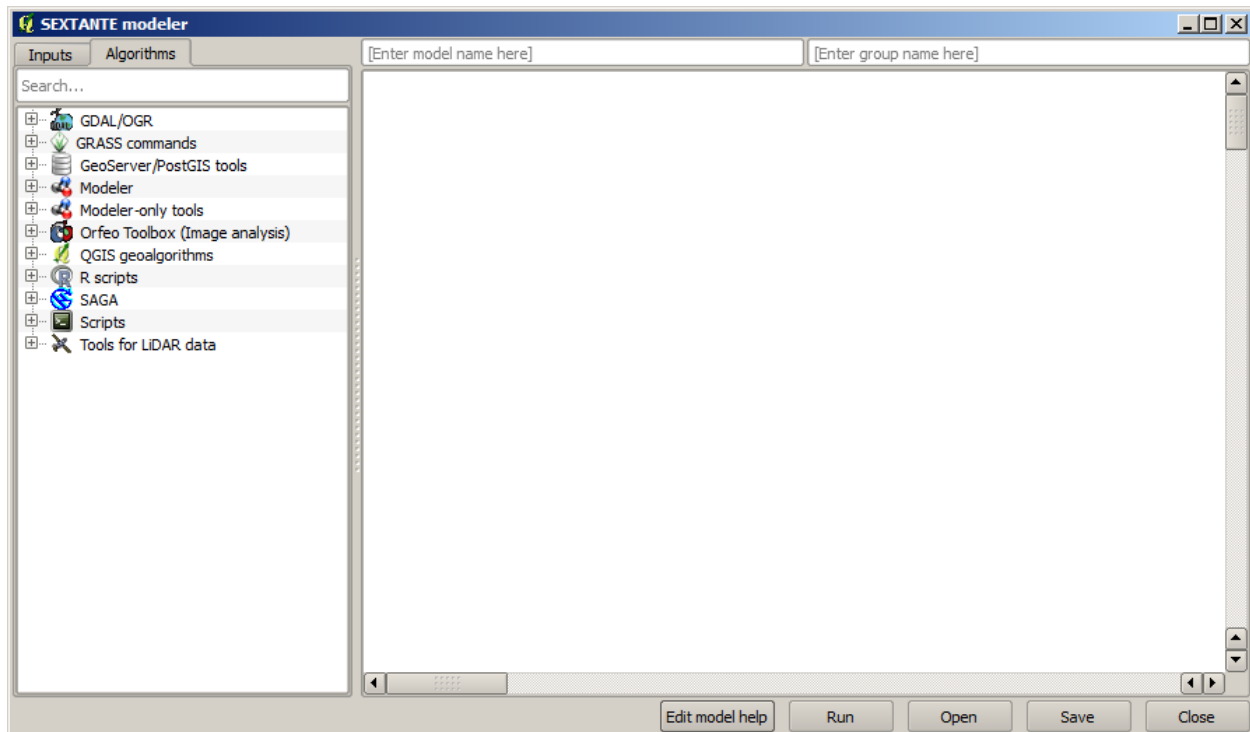 SEXTANTE modeler
Inputs Algorithms [Enter model name here] [Enter group name here]
Search...
GDAL/OGR
GRASS commands
GeoServer/PostGIS tools
Modeler
Modeler-only tools
Orfeo Toolbox (Image analysis)
QGIS geoalgorithms
R scripts
SAGA
Scripts
Tools for LiDAR data
Edit model help Run Open Save Close